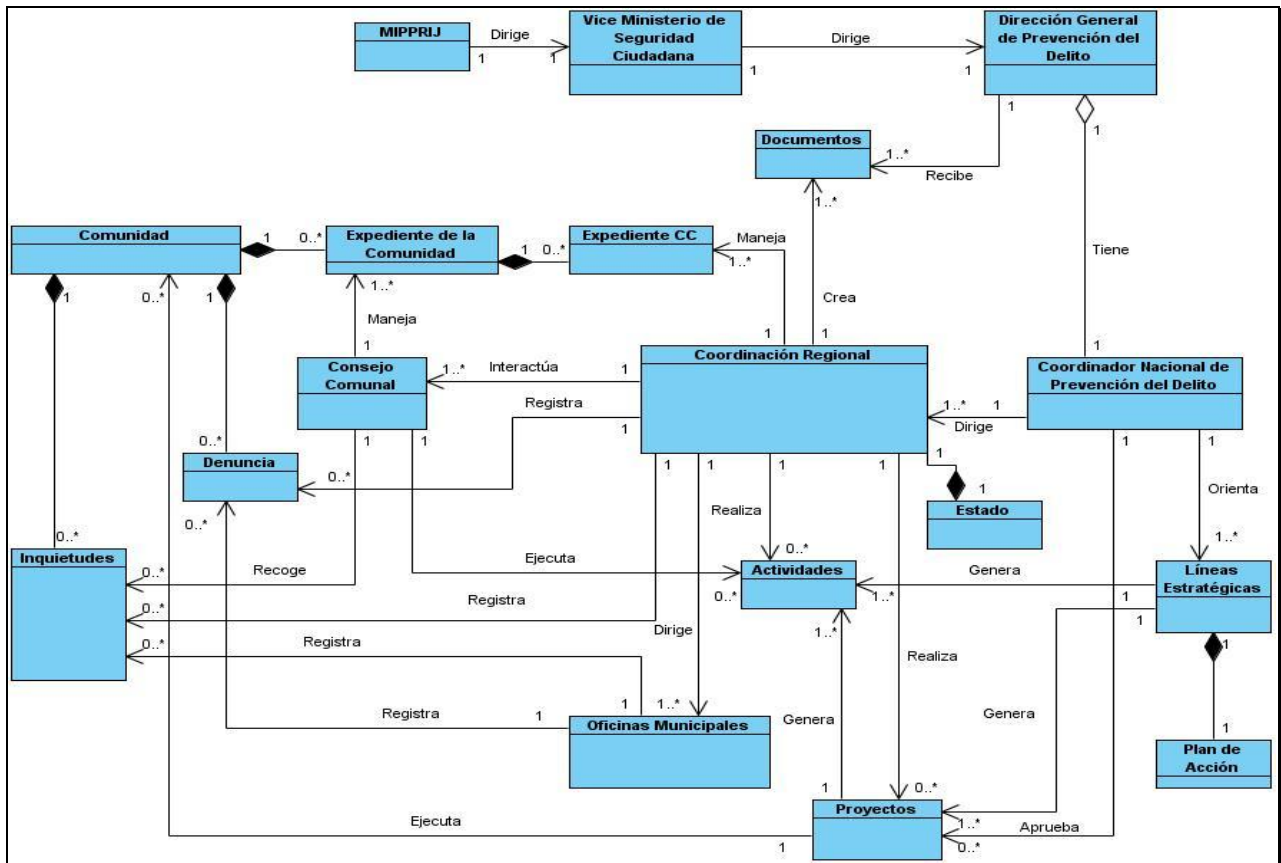 MIPPRIJ
Dirige
1
1
Vice Ministerio de
Seguridad
Ciudadana
Dirige
1
1
Dirección General
de Prevención del
Delito
1
1
Documentos
1..*
Recibe
1..*
Comunidad
1
0..*
Expediente de la
Comunidad
1
0..*
Expediente CC
Maneja
1..*
Tiene
1
1
0..*
1..*
Maneja
Crea
1
1
1
1
Consejo
Comunal
1..*
Interactúa
1
Coordinación Regional
Coordinador Nacional de
Prevención del Delito
Registra
1
1..*
1
Dirige
1
1
1
1
1
1
1
1
1
0..*
Denuncia
0..*
1
Estado
Orienta
0..*
Realiza
0..*
1..*
Inquietudes
0..*
Recoge
Ejecuta
0..*
Actividades
0..*
Genera
1..*
Líneas
Estratégicas
1
1
0..*
Registra
Dirige
1..*
0..*
Registra
Realiza
1
Registra
1
1
1..*
Oficinas Municipales
Genera
Genera
1
Plan de
Acción
1
0..*
Proyectos
Ejecuta
1
1..*
0..*
Aprueba